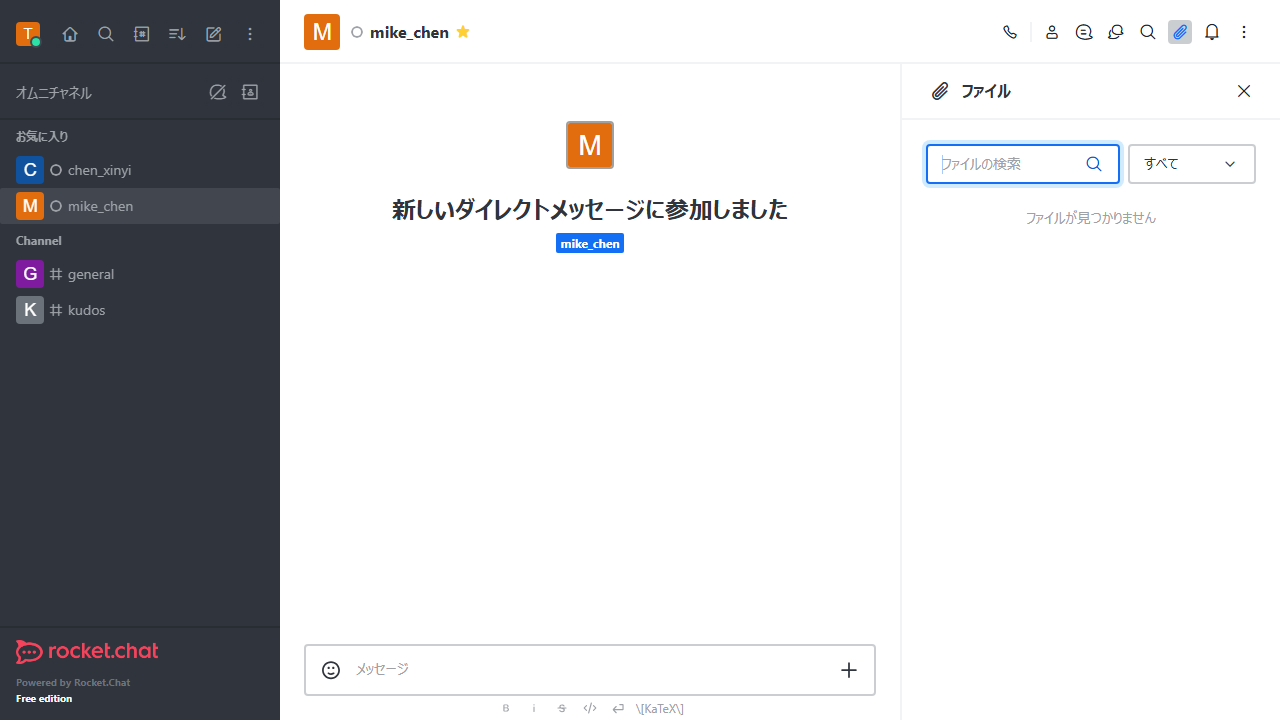 T
オムニチャネル
お気に入り
C chen_xinyi
M mike_chen
Channel
G general
K kudos
rocket.chat
Powered by Rocket.Chat
Free edition
M mike_chen
M
新しいダイレクトメッセージに参加しました
mike_chen
メッセージ
B i S </> \[KaTeX\]
ファイル
ファイルの検索
すべて
ファイルが見つかりません